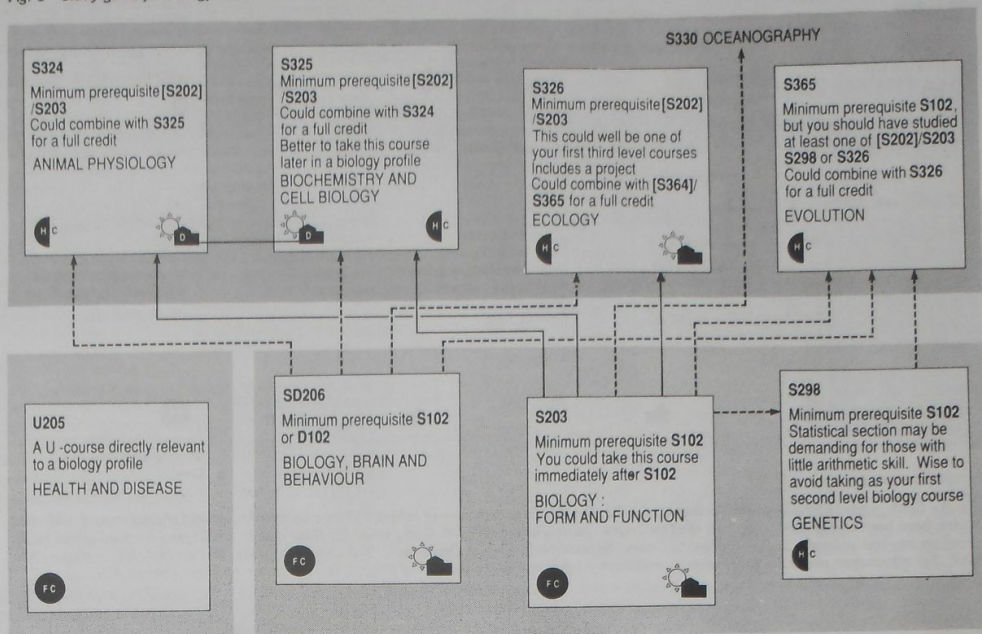 S330 OCEANOGRAPHY
S324
Minimum prerequisite [S202]
/S203
Could combine with S325
for a full credit
ANIMAL PHYSIOLOGY
H C
D
S325
Minimum prerequisite [S202]
/S203
Could combine with S324
for a full credit
Better to take this course
later in a biology profile
BIOCHEMISTRY AND
CELL BIOLOGY
D
H C
S326
Minimum prerequisite [S202]
/S203
This could well be one of
your first third level courses
Includes a project
Could combine with [S364]/
S365 for a full credit
ECOLOGY
H C
S365
Minimum prerequisite S102,
but you should have studied
at least one of [S202]/S203
S298 or S326
Could combine with S326
for a full credit
EVOLUTION
H C
U205
A U -course directly relevant
to a biology profile
HEALTH AND DISEASE
FC
SD206
Minimum prerequisite S102
or D102
BIOLOGY, BRAIN AND
BEHAVIOUR
FC
S203
Minimum prerequisite S102
You could take this course
immediately after S102
BIOLOGY :
FORM AND FUNCTION
FC
S298
Minimum prerequisite S102
Statistical section may be
demanding for those with
little arithmetic skill. Wise to
avoid taking as your first
second level biology course
GENETICS
H C